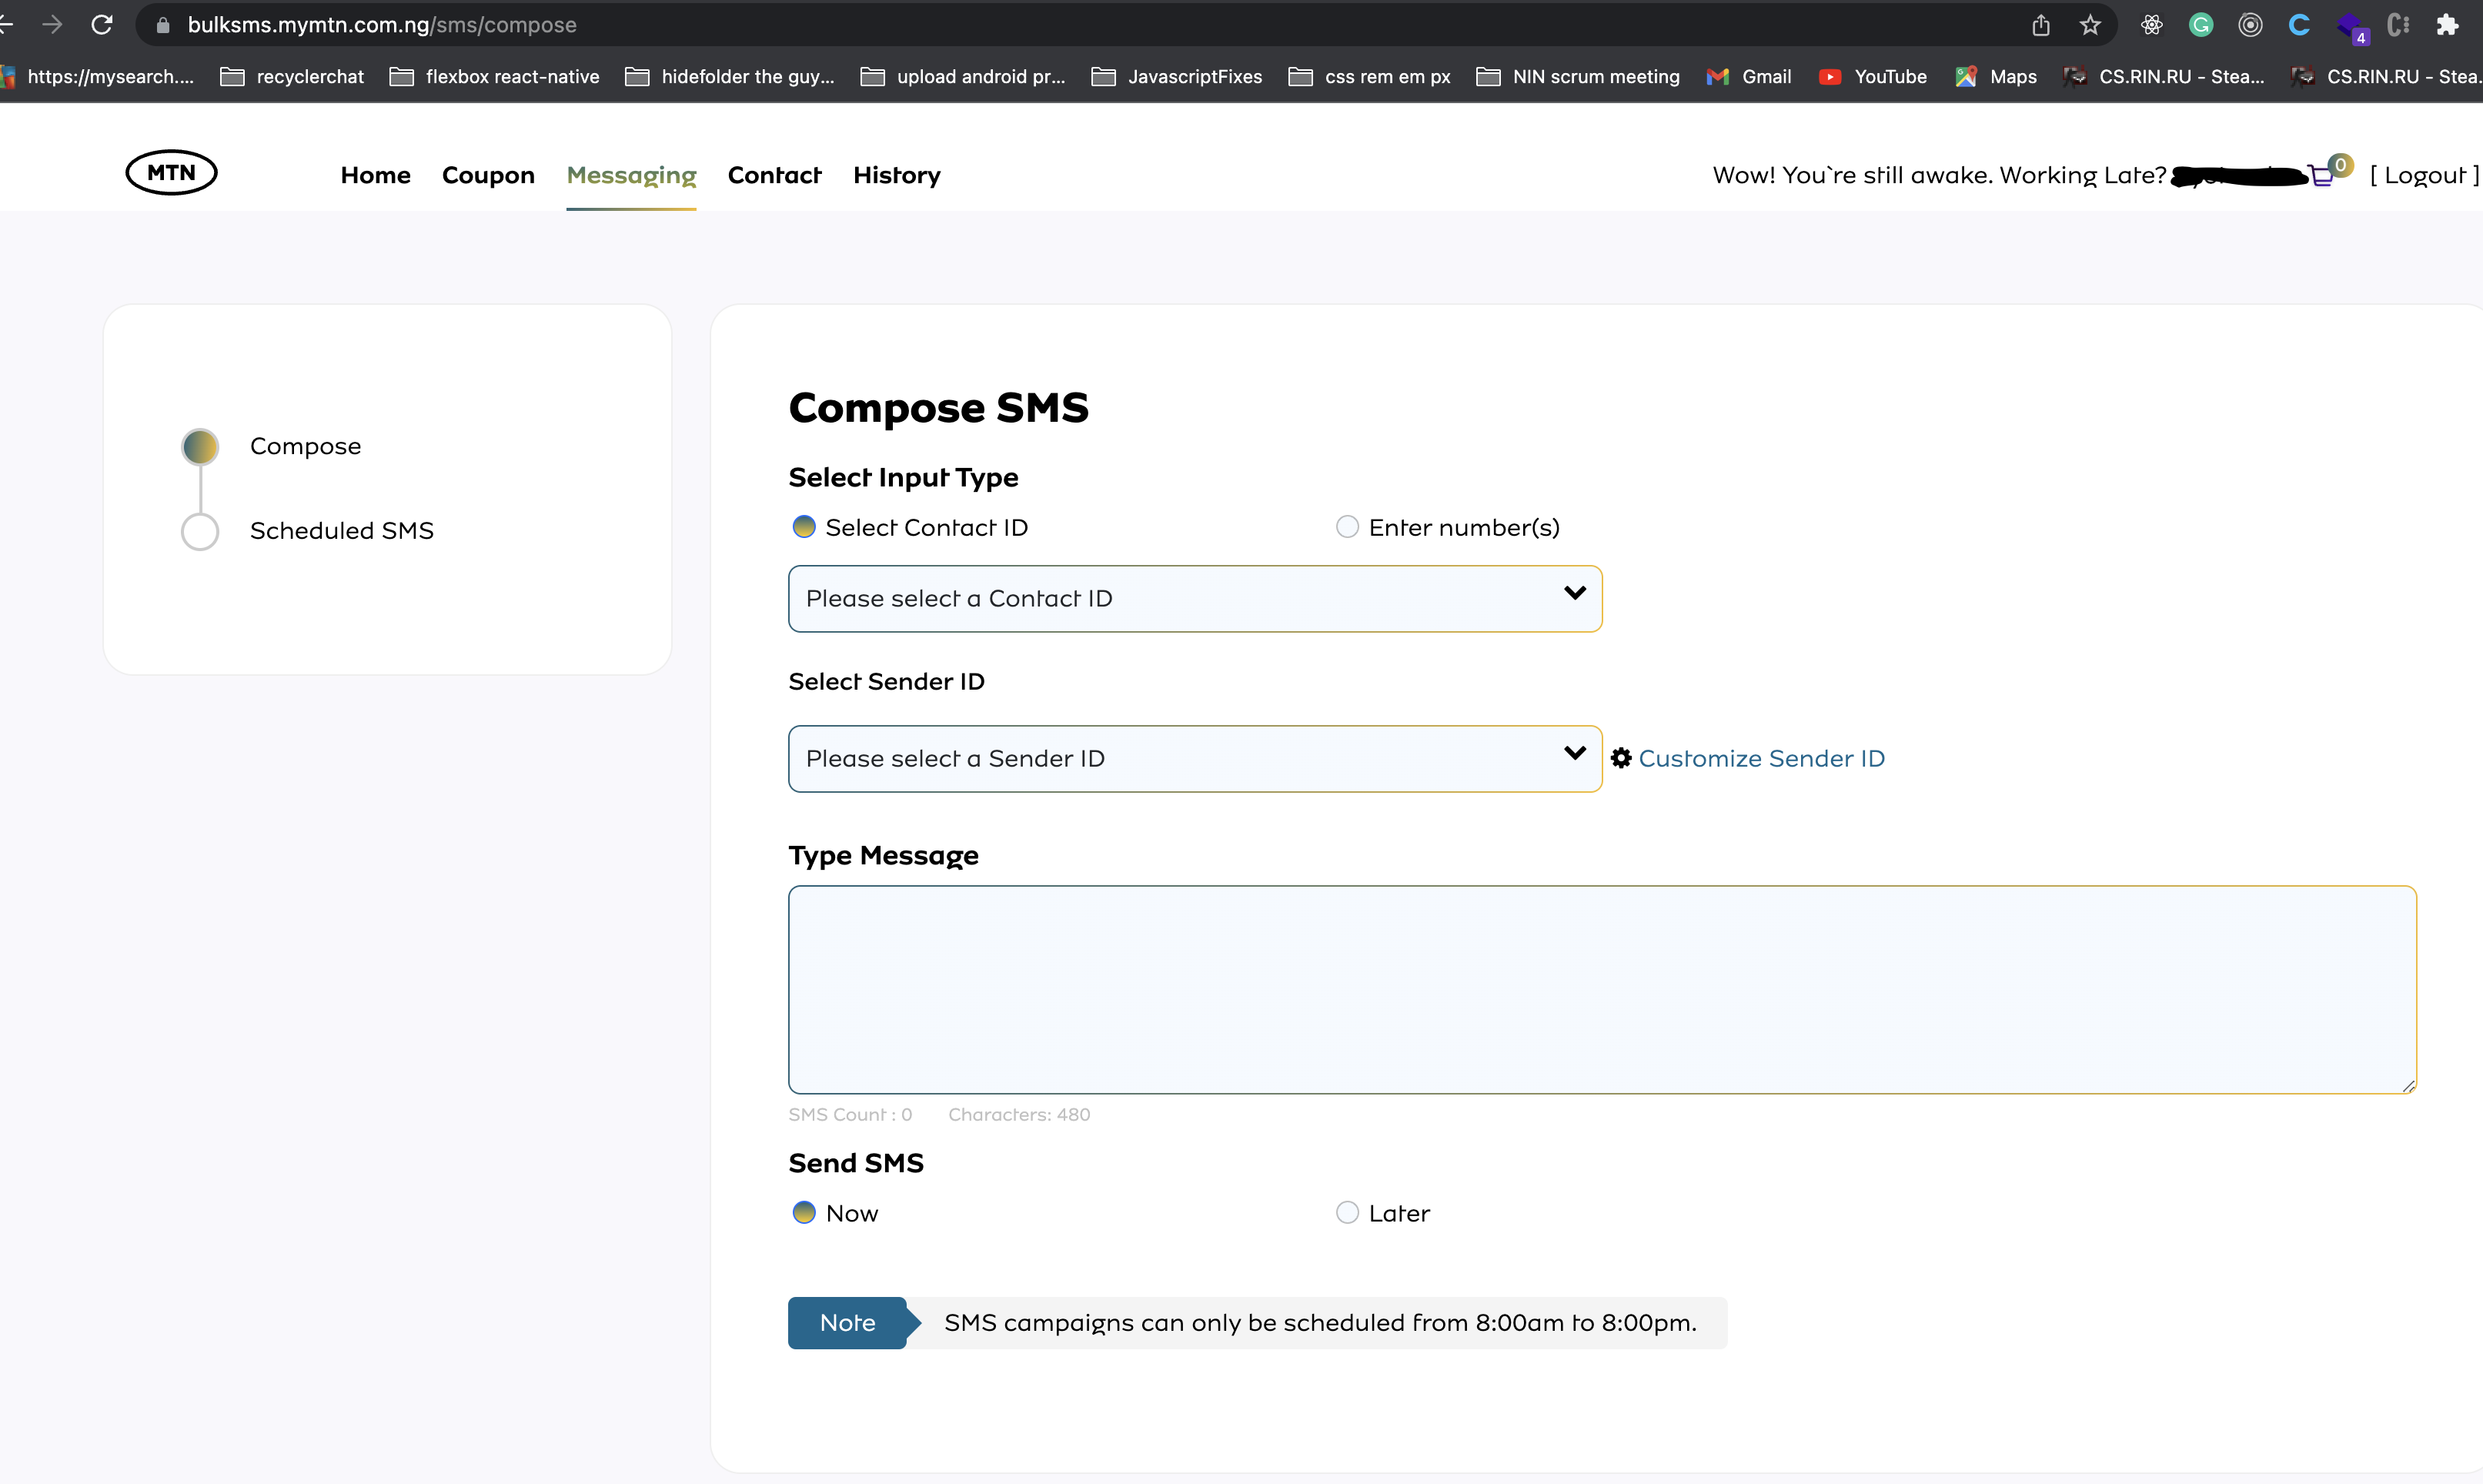 bulksms.mymtn.com.ng/sms/compose
4
https://mysearch.... recyclerchat flexbox react-native hidefolder the guy... upload android pr... JavascriptFixes css rem em px NIN scrum meeting Gmail YouTube Maps CS.RIN.RU - Stea... CS.RIN.RU - Stea.
MTN Home Coupon Messaging Contact History Wow! You`re still awake. Working Late? 0 [ Logout ]
Compose
Scheduled SMS
Compose SMS
Select Input Type
Select Contact ID Enter number(s)
Please select a Contact ID
Select Sender ID
Please select a Sender ID Customize Sender ID
Type Message
SMS Count : 0 Characters: 480
Send SMS
Now Later
Note SMS campaigns can only be scheduled from 8:00am to 8:00pm.